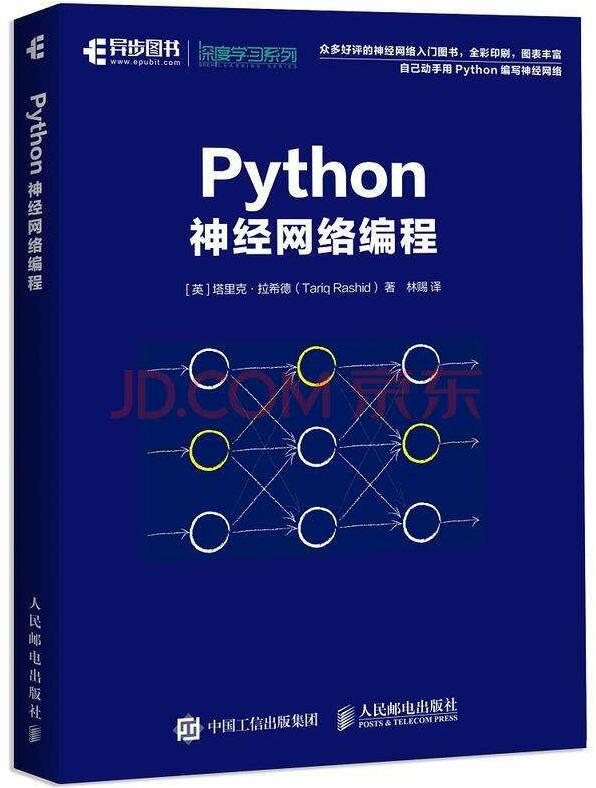 异步图书
www.epubit.com
深度学习系列
DEEP LEARNING SERIES
众多好评的神经网络入门图书，全彩印刷，图表丰富
自己动手用 Python 编写神经网络
Python
神经网络编程
[ 英 ] 塔里克 · 拉希德（Tariq Rashid）著 林赐 译
JD.COM 京东
中国工信出版集团
人民邮电出版社
POSTS & TELECOM PRESS
Python 神经网络编程
人民邮电出版社